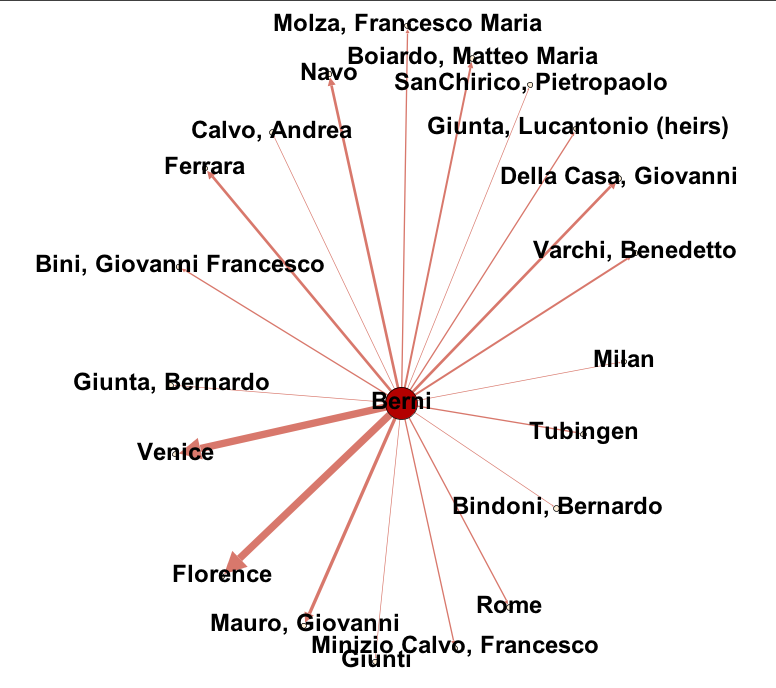 Molza, Francesco Maria
Boiardo, Matteo Maria
Navo
SanChirico, Pietropaolo
Calvo, Andrea
Giunta, Lucantonio (heirs)
Ferrara
Della Casa, Giovanni
Varchi, Benedetto
Bini, Giovanni Francesco
Milan
Giunta, Bernardo
Berni
Tubingen
Venice
Bindoni, Bernardo
Florence
Rome
Mauro, Giovanni
Minizio Calvo, Francesco
Giunti